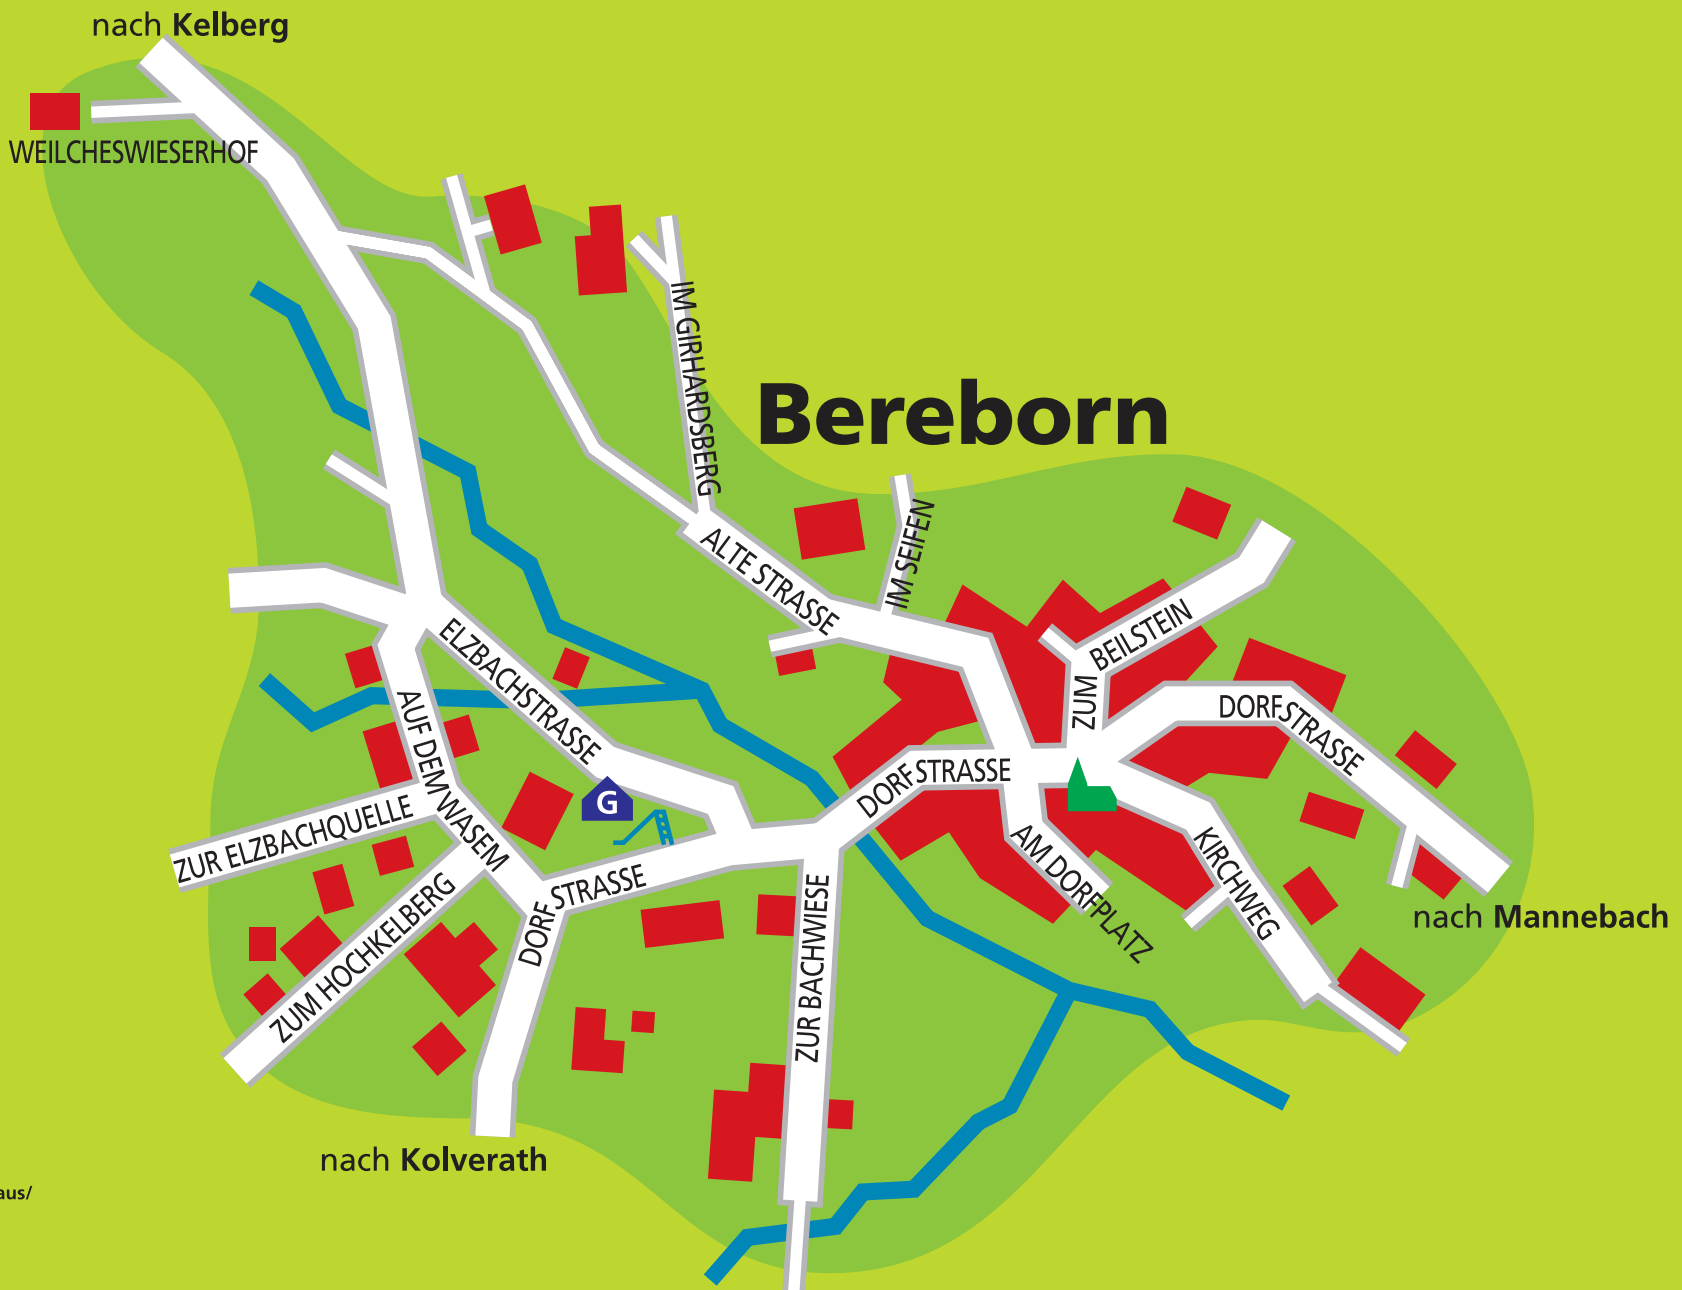 nach Kelberg
WEILCHESWIESERHOF
IM GIRHARDSBERG
Bereborn
ALTE STRASSE
IM SEIFEN
ZUM BEILSTEIN
ELZBACHSTRASSE
AUF DEM WASEM
DORFSTRASSE
DORFSTRASSE
G
ZUR ELZBACHQUELLE
ZUM HOCHKELBERG
DORFSTRASSE
ZUR BACHWIESE
AM DORFPLATZ
KIRCHWEG
nach Mannebach
nach Kolverath
aus/